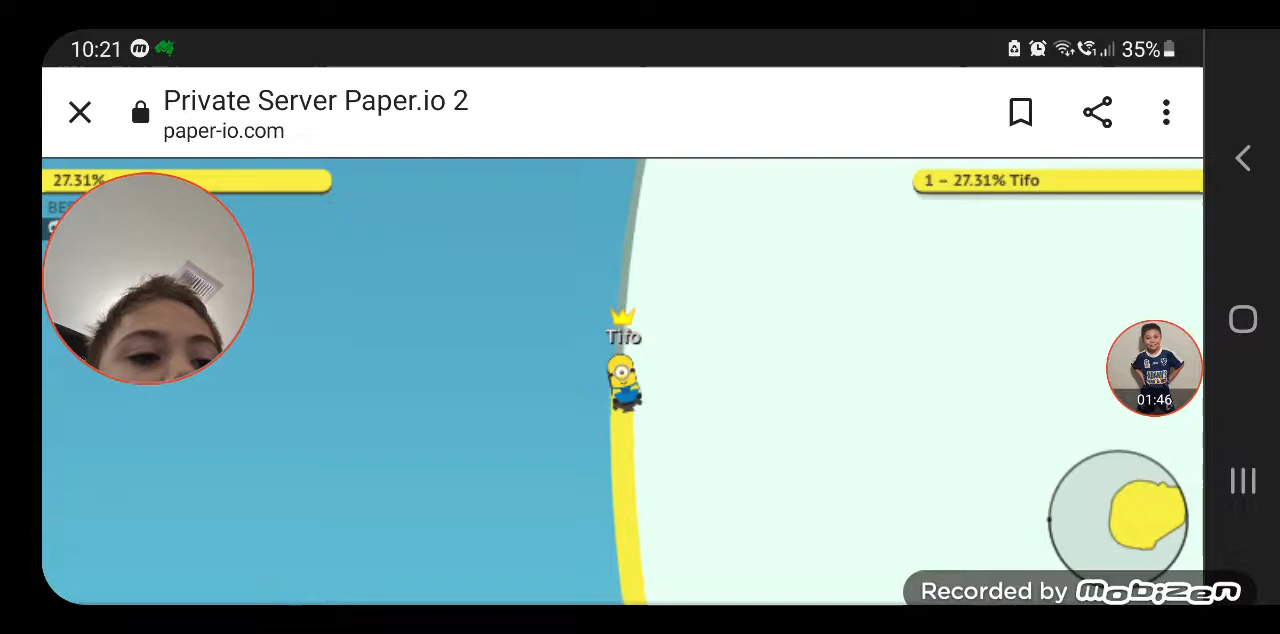 10:21
35%
Private Server Paper.io 2
paper-io.com
27.31%
1 – 27.31% Tifo
BE
Tifo
01:46
Recorded by mobizen